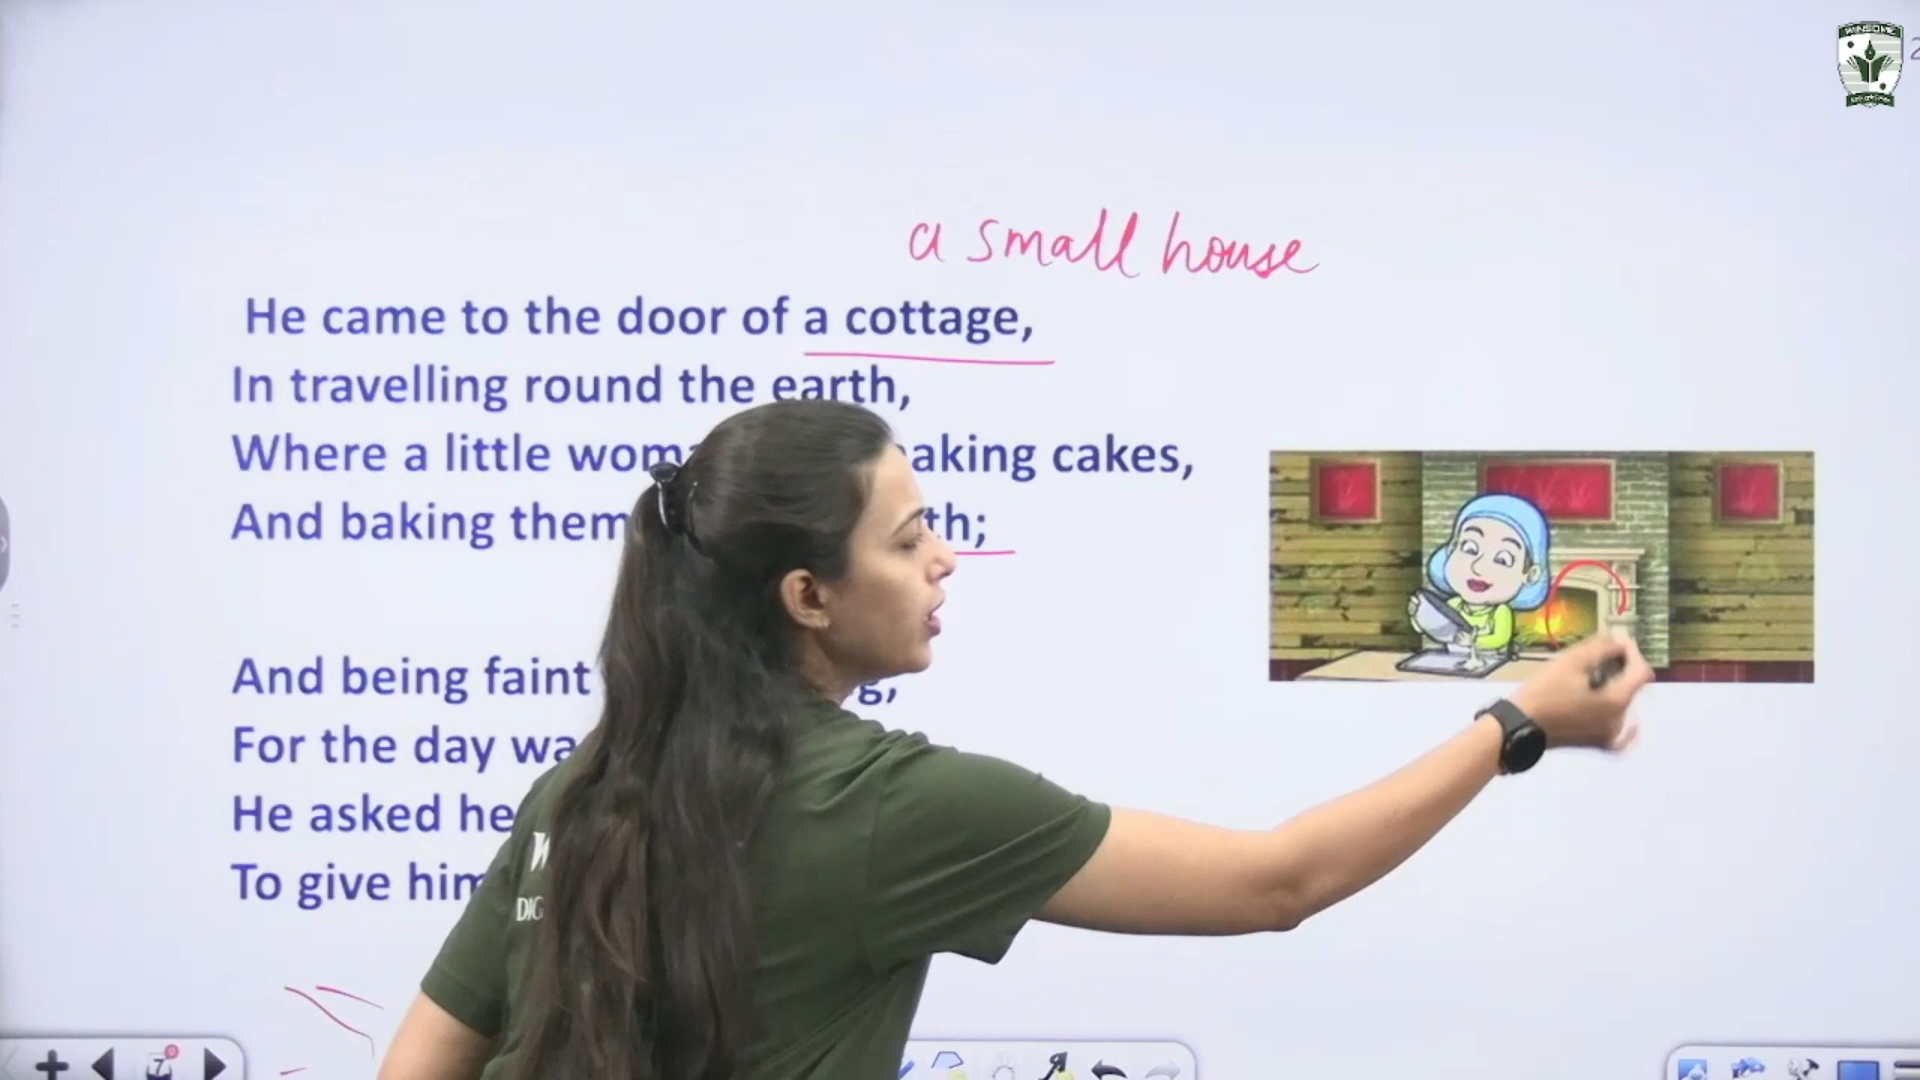 a small house
He came to the door of a cottage,
In travelling round the earth,
Where a little aking cakes,
And baking them th;
And being faint g,
For the day wa
He asked he
To give him
7